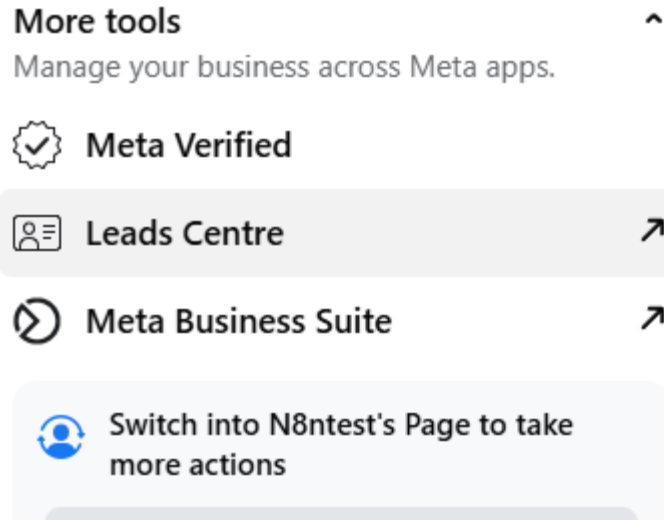 More tools
Manage your business across Meta apps.
Meta Verified
Leads Centre
Meta Business Suite
Switch into N8ntest's Page to take
more actions